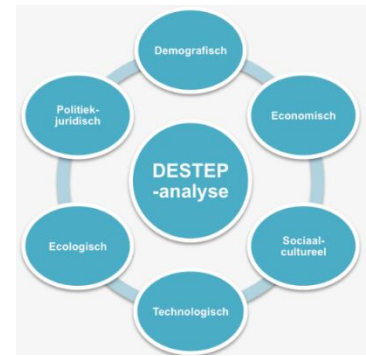 Demografisch
Economisch
Sociaal-
cultureel
Technologisch
Ecologisch
Politiek-
juridisch
DESTEP
-analyse